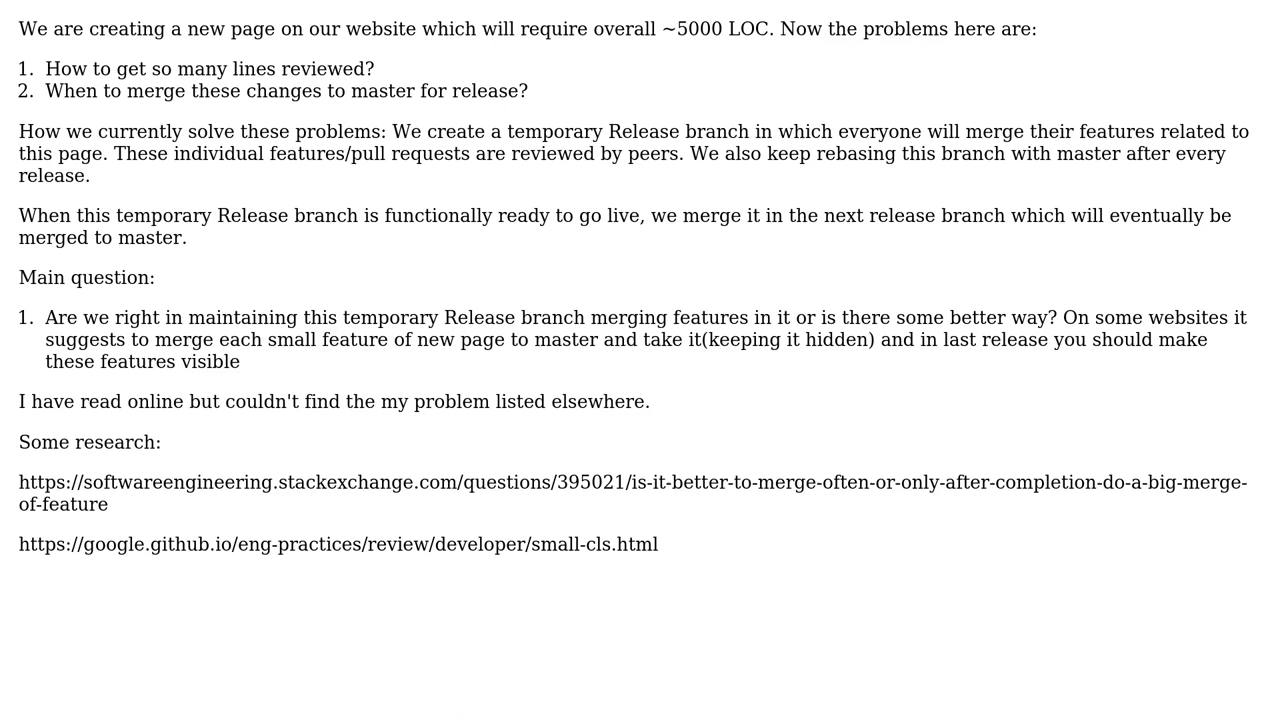 We are creating a new page on our website which will require overall ~5000 LOC. Now the problems here are:
1. How to get so many lines reviewed?
2. When to merge these changes to master for release?
How we currently solve these problems: We create a temporary Release branch in which everyone will merge their features related to
this page. These individual features/pull requests are reviewed by peers. We also keep rebasing this branch with master after every
release.
When this temporary Release branch is functionally ready to go live, we merge it in the next release branch which will eventually be
merged to master.
Main question:
1. Are we right in maintaining this temporary Release branch merging features in it or is there some better way? On some websites it
suggests to merge each small feature of new page to master and take it(keeping it hidden) and in last release you should make
these features visible
I have read online but couldn't find the my problem listed elsewhere.
Some research:
https://softwareengineering.stackexchange.com/questions/395021/is-it-better-to-merge-often-or-only-after-completion-do-a-big-merge-
of-feature
https://google.github.io/eng-practices/review/developer/small-cls.html